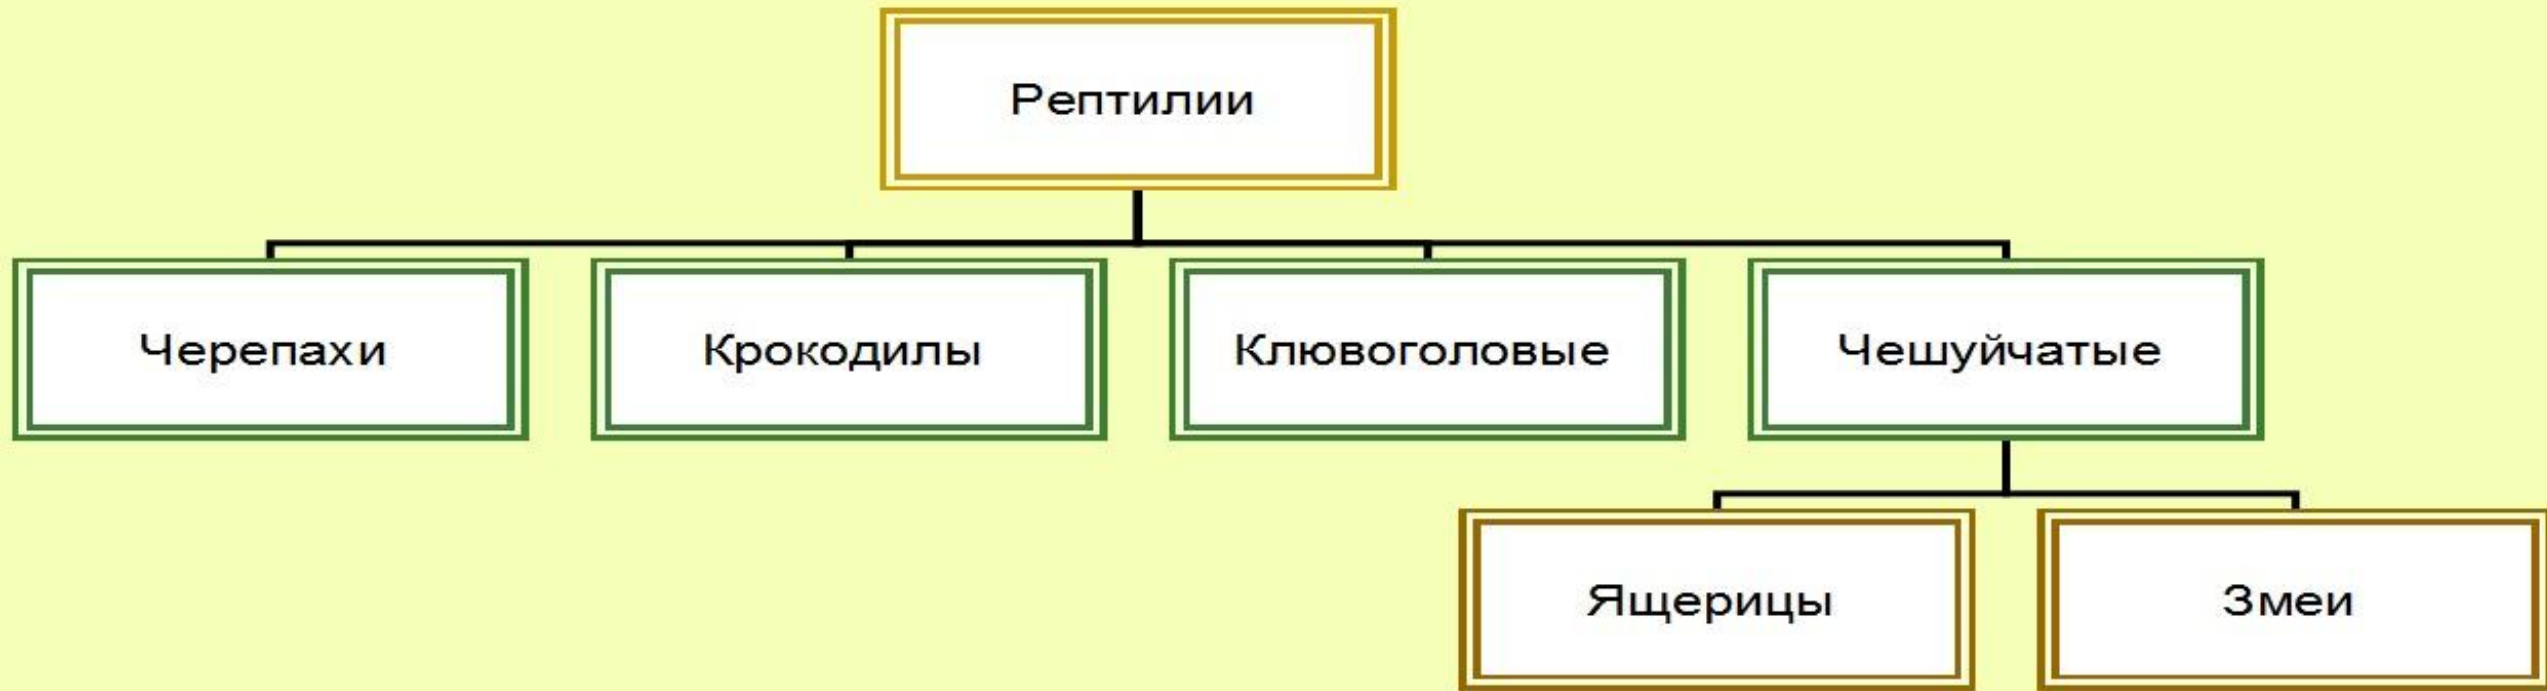 Рептилии
Черепахи
Крокодилы
Клювоголовые
Чешуйчатые
Ящерицы
Змеи